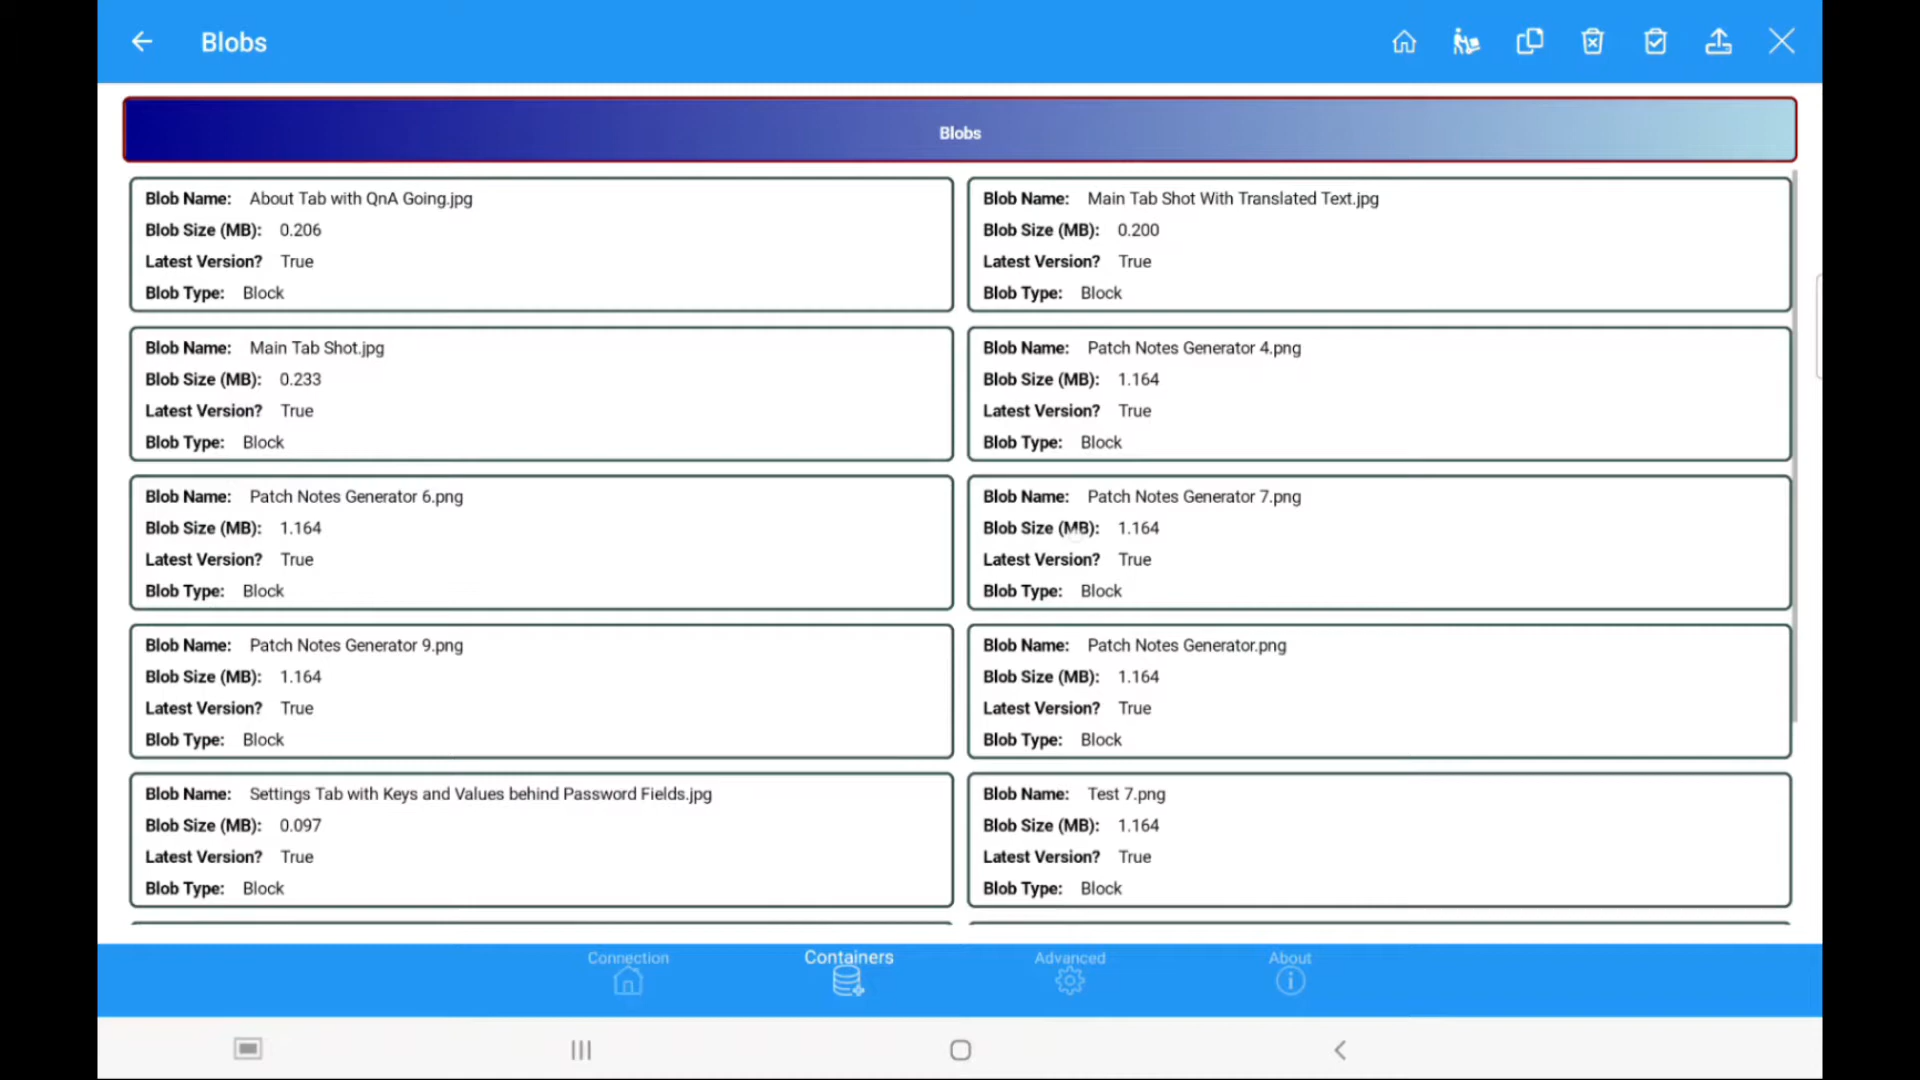 Blobs
Blobs
Blob Name: About Tab with QnA Going.jpg
Blob Size (MB): 0.206
Latest Version? True
Blob Type: Block
Blob Name: Main Tab Shot With Translated Text.jpg
Blob Size (MB): 0.200
Latest Version? True
Blob Type: Block
Blob Name: Main Tab Shot.jpg
Blob Size (MB): 0.233
Latest Version? True
Blob Type: Block
Blob Name: Patch Notes Generator 4.png
Blob Size (MB): 1.164
Latest Version? True
Blob Type: Block
Blob Name: Patch Notes Generator 6.png
Blob Size (MB): 1.164
Latest Version? True
Blob Type: Block
Blob Name: Patch Notes Generator 7.png
Blob Size (MB): 1.164
Latest Version? True
Blob Type: Block
Blob Name: Patch Notes Generator 9.png
Blob Size (MB): 1.164
Latest Version? True
Blob Type: Block
Blob Name: Patch Notes Generator.png
Blob Size (MB): 1.164
Latest Version? True
Blob Type: Block
Blob Name: Settings Tab with Keys and Values behind Password Fields.jpg
Blob Size (MB): 0.097
Latest Version? True
Blob Type: Block
Blob Name: Test 7.png
Blob Size (MB): 1.164
Latest Version? True
Blob Type: Block
Connection
Containers
Advanced
About